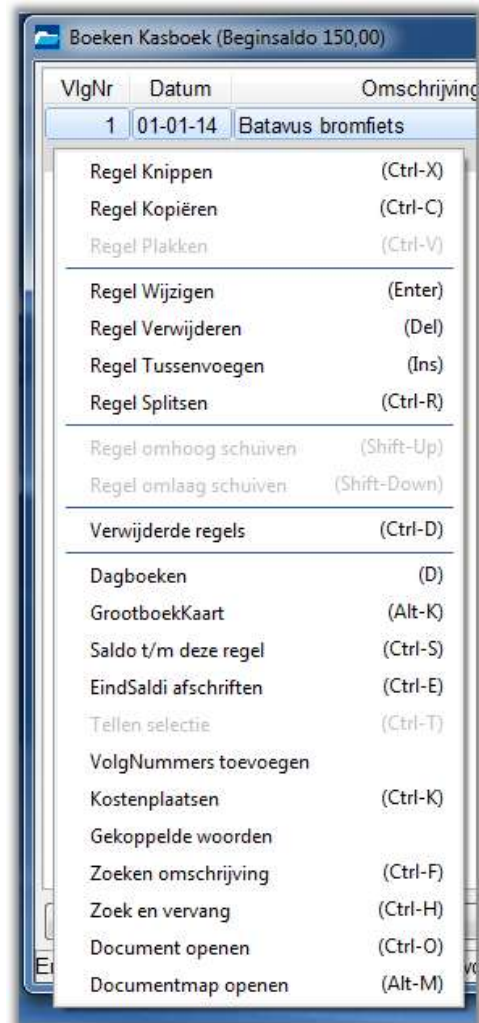 Boeken Kasboek (Beginsaldo 150,00)
VlgNr Datum Omschrijving
1 01-01-14 Batavus bromfiets
Regel Knippen (Ctrl-X)
Regel Kopiëren (Ctrl-C)
Regel Plakken (Ctrl-V)
Regel Wijzigen (Enter)
Regel Verwijderen (Del)
Regel Tussenvoegen (Ins)
Regel Splitsen (Ctrl-R)
Regel omhoog schuiven (Shift-Up)
Regel omlaag schuiven (Shift-Down)
Verwijderde regels (Ctrl-D)
Dagboeken (D)
GrootboekKaart (Alt-K)
Saldo t/m deze regel (Ctrl-S)
EindSaldi afschriften (Ctrl-E)
Tellen selectie (Ctrl-T)
VolgNummers toevoegen
Kostenplaatsen (Ctrl-K)
Gekoppelde woorden
Zoeken omschrijving (Ctrl-F)
Zoek en vervang (Ctrl-H)
Document openen (Ctrl-O)
Documentmap openen (Alt-M)